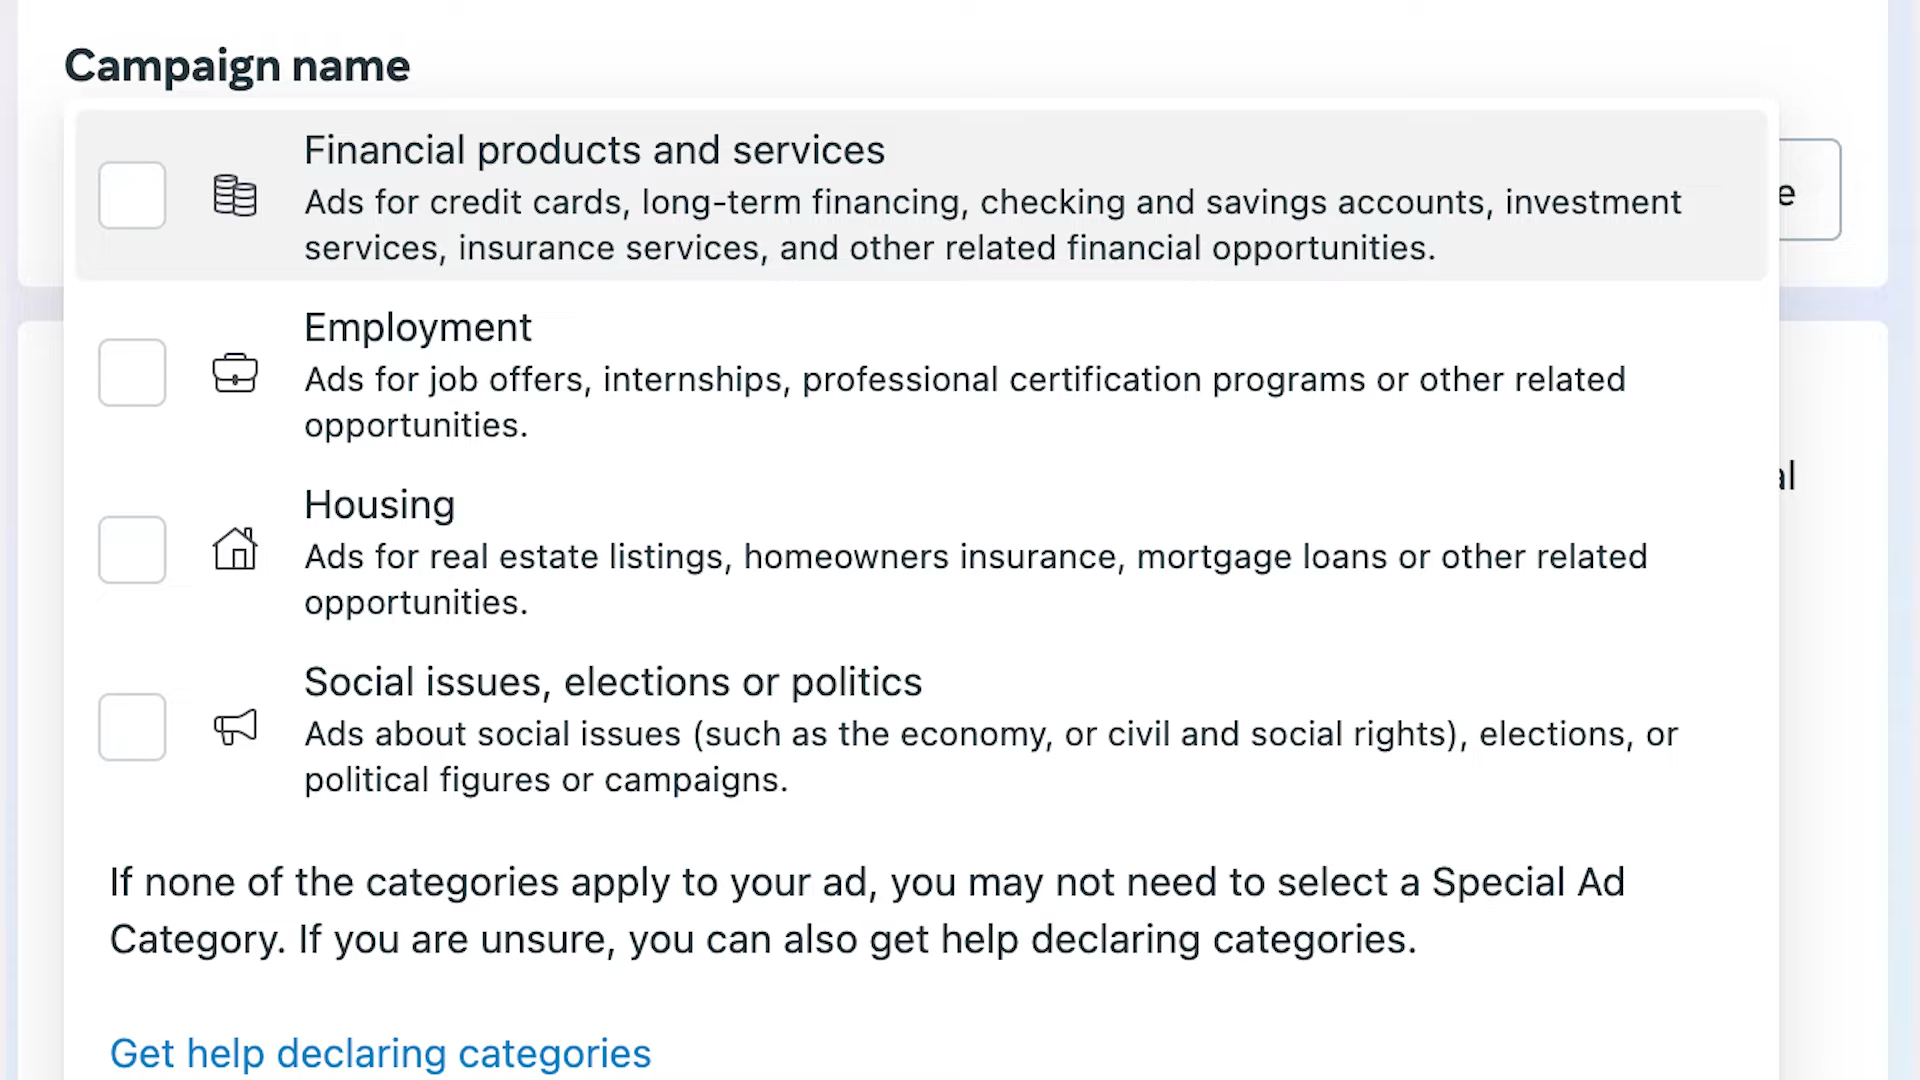 Campaign name
Financial products and services
Ads for credit cards, long-term financing, checking and savings accounts, investment
services, insurance services, and other related financial opportunities.
Employment
Ads for job offers, internships, professional certification programs or other related
opportunities.
Housing
Ads for real estate listings, homeowners insurance, mortgage loans or other related
opportunities.
Social issues, elections or politics
Ads about social issues (such as the economy, or civil and social rights), elections, or
political figures or campaigns.
If none of the categories apply to your ad, you may not need to select a Special Ad
Category. If you are unsure, you can also get help declaring categories.
Get help declaring categories